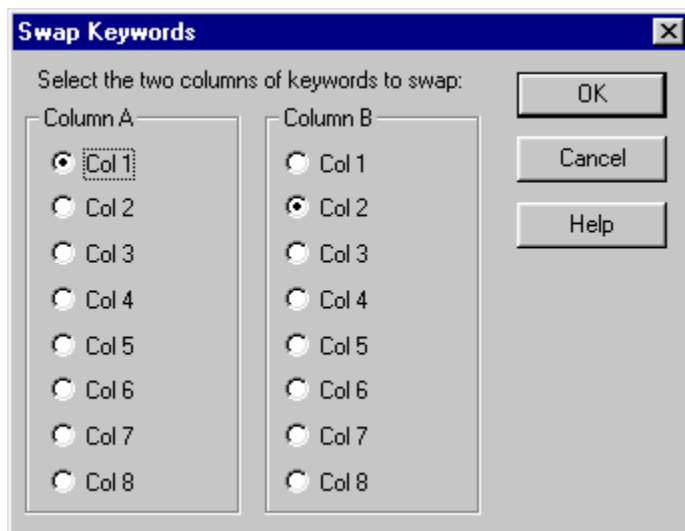 Swap Keywords
Select the two columns of keywords to swap:
Column A
Col 1
Col 2
Col 3
Col 4
Col 5
Col 6
Col 7
Col 8
Column B
Col 1
Col 2
Col 3
Col 4
Col 5
Col 6
Col 7
Col 8
OK
Cancel
Help